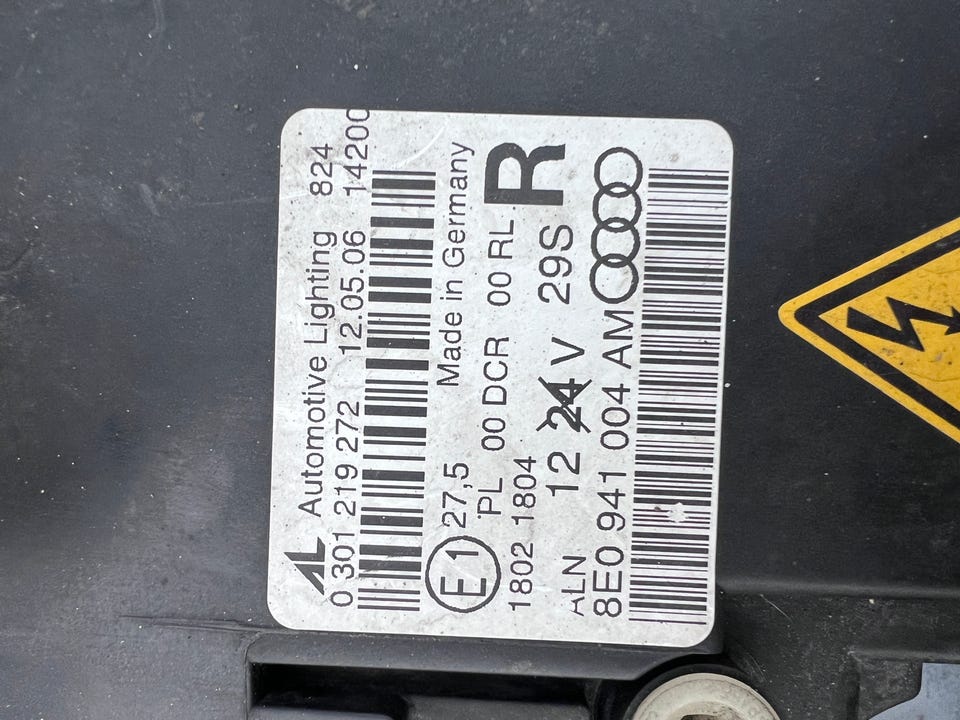 AL Automotive Lighting 824
0 301 219 272 12.05.06 14200
Made in Germany
E1 27,5
PL 00 DCR 00 RL R
1802 1804
ALN 12 24 V 29S
8E0 941 004 AM